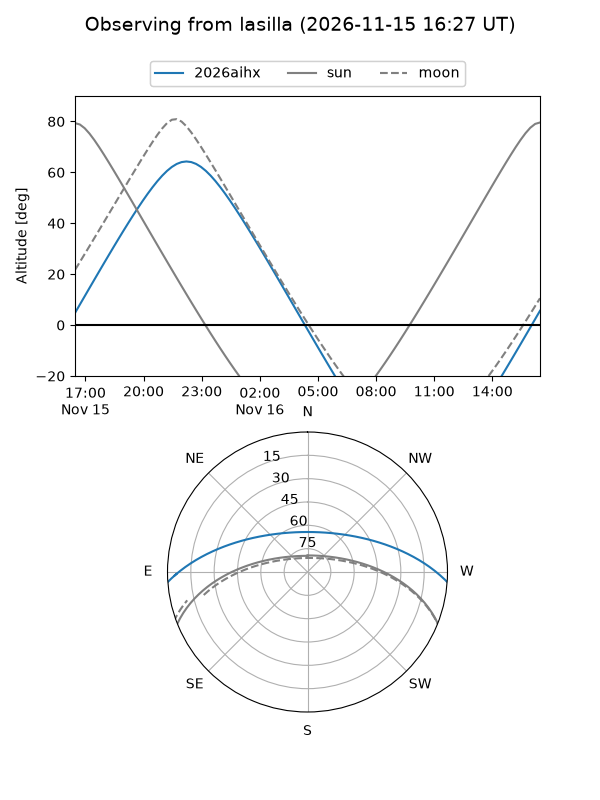 Observing from lasilla (2026-11-15 16:27 UT)
2026aihx sun moon
Altitude [deg]
80
60
40
20
0
−20
17:00 20:00 23:00 02:00 05:00 08:00 11:00 14:00
Nov 15 Nov 16
N
NE NW
15
30
45
60
75
E W
SE SW
S